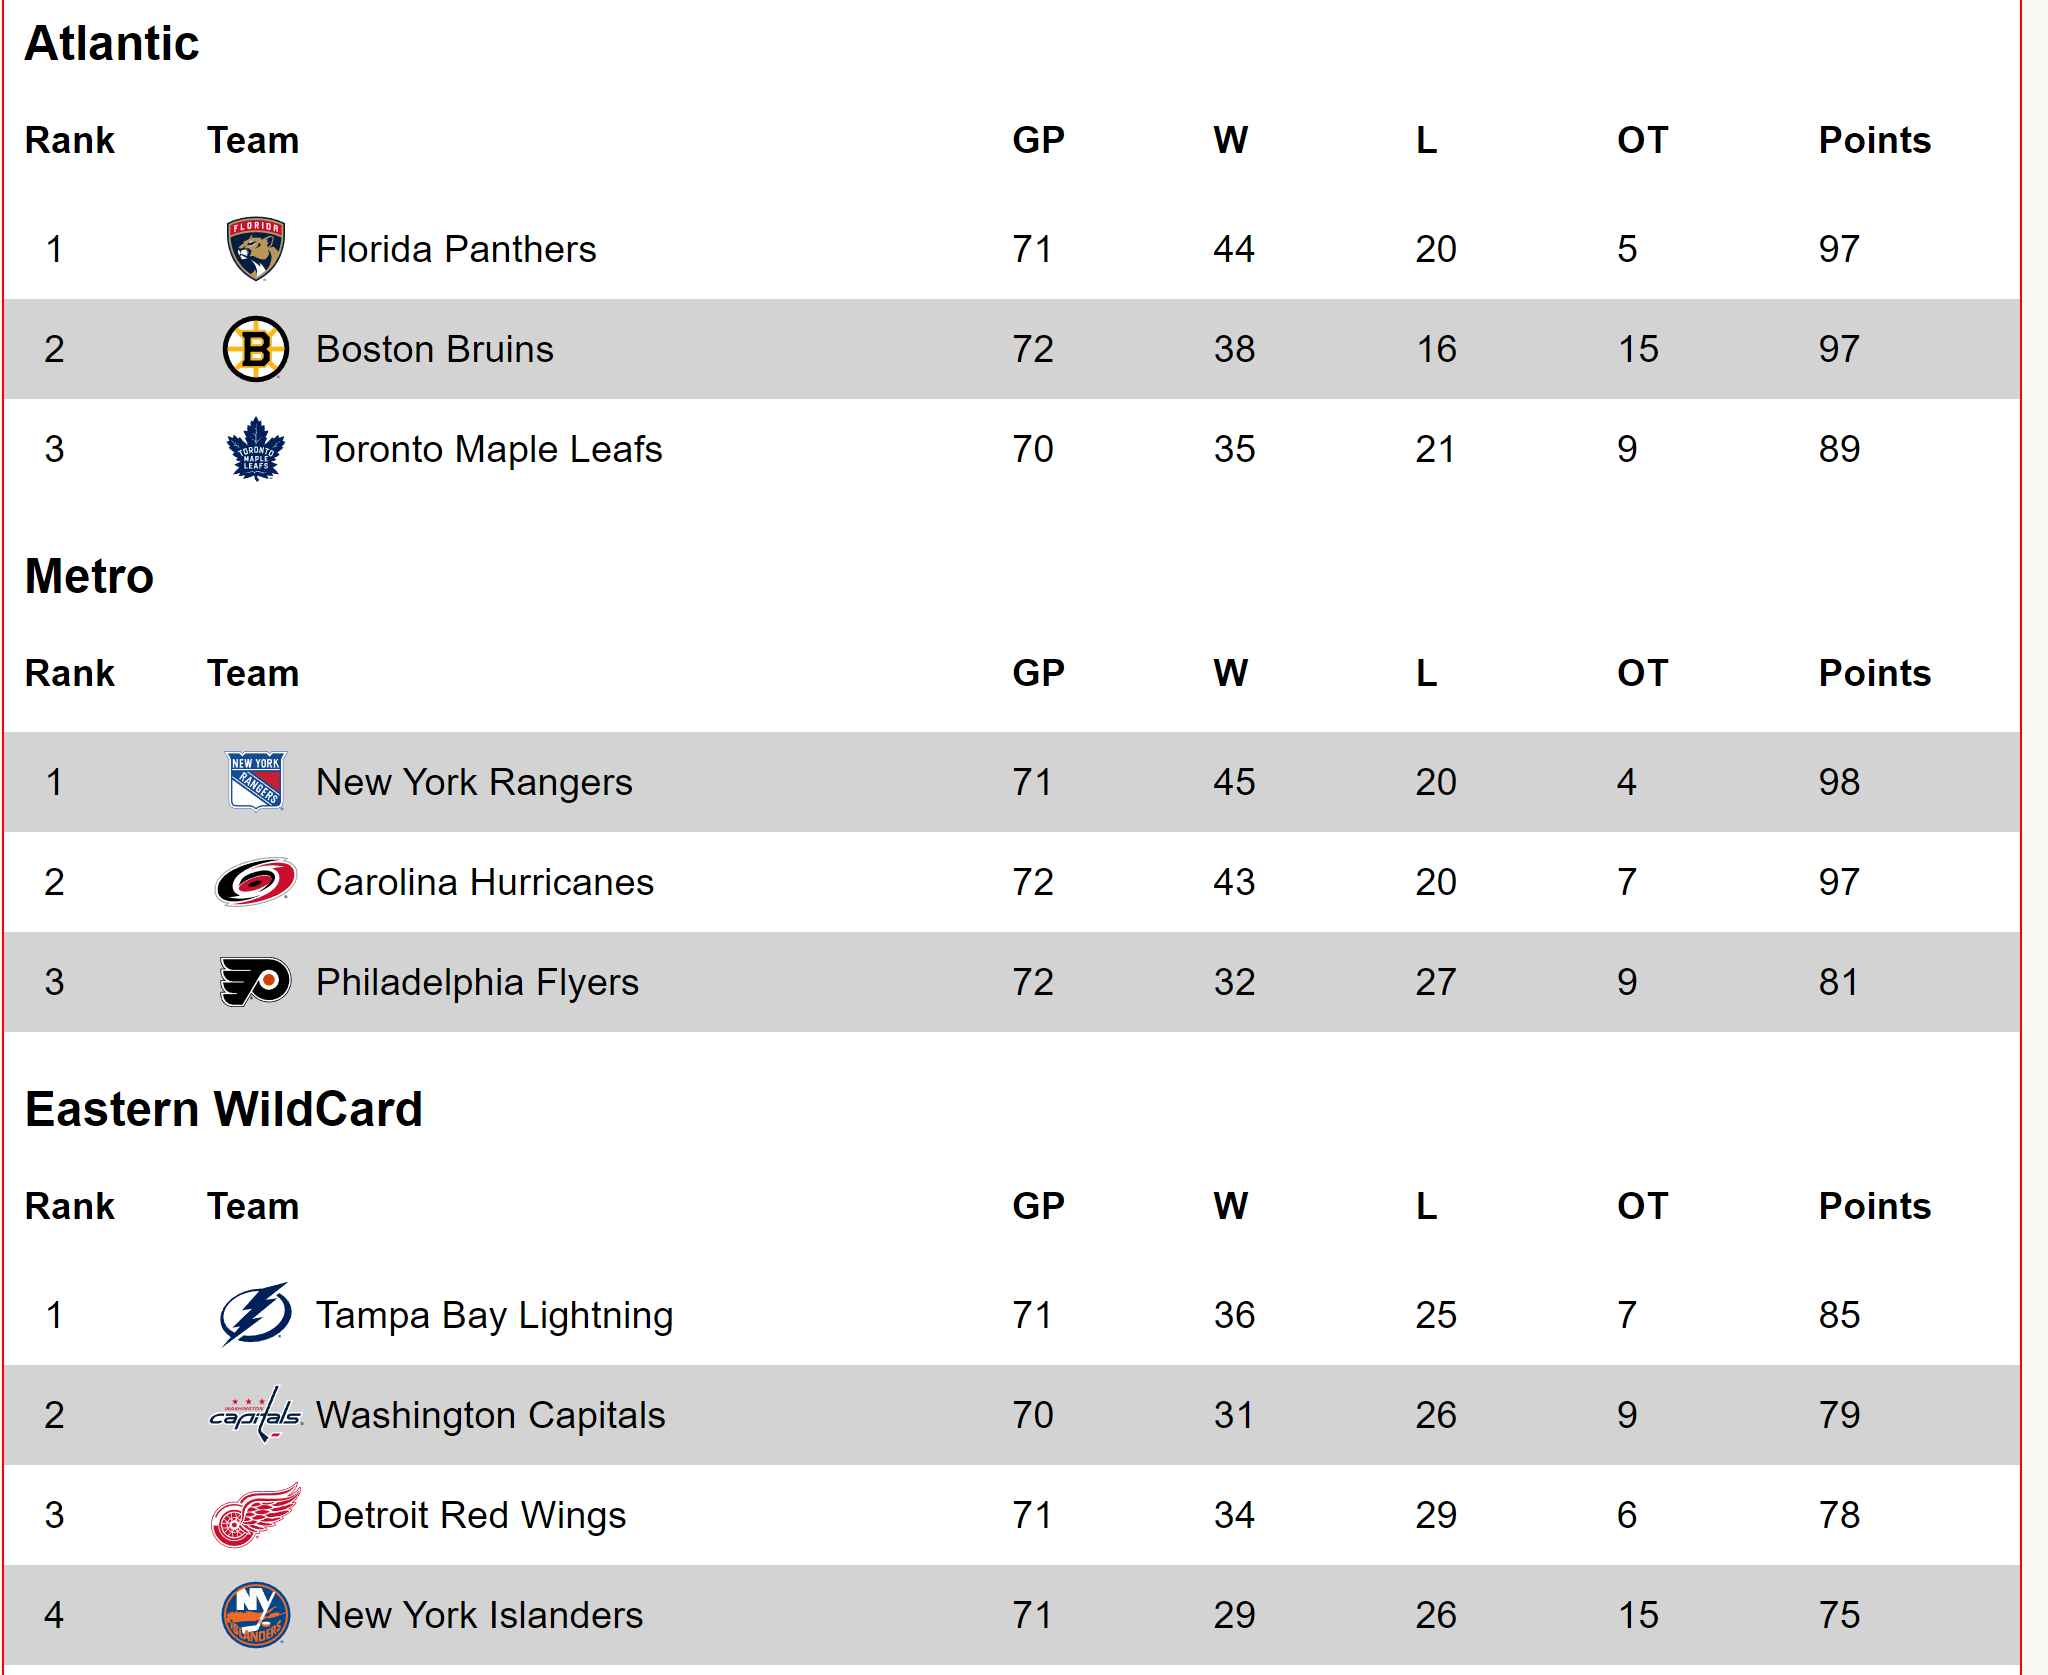 Atlantic
Rank Team GP W L OT Points
1 FLORIDA Florida Panthers 71 44 20 5 97
2 B Boston Bruins 72 38 16 15 97
3 TORONTO MAPLE LEAFS Toronto Maple Leafs 70 35 21 9 89
Metro
Rank Team GP W L OT Points
1 NEW YORK RANGERS New York Rangers 71 45 20 4 98
2 Carolina Hurricanes 72 43 20 7 97
3 Philadelphia Flyers 72 32 27 9 81
Eastern WildCard
Rank Team GP W L OT Points
1 Tampa Bay Lightning 71 36 25 7 85
2 WASHINGTON capitals Washington Capitals 70 31 26 9 79
3 Detroit Red Wings 71 34 29 6 78
4 NY ISLANDERS New York Islanders 71 29 26 15 75